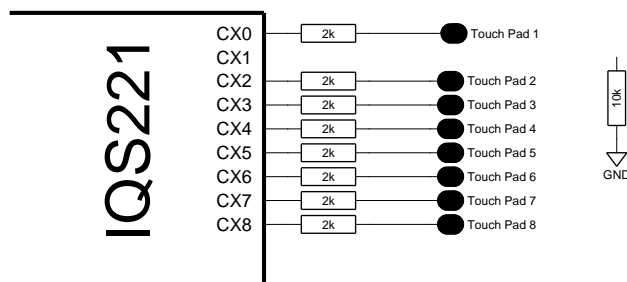 IQS221
CX0 2k Touch Pad 1
CX1
CX2 2k Touch Pad 2
CX3 2k Touch Pad 3
CX4 2k Touch Pad 4
CX5 2k Touch Pad 5
CX6 2k Touch Pad 6
CX7 2k Touch Pad 7
CX8 2k Touch Pad 8
10k
GND